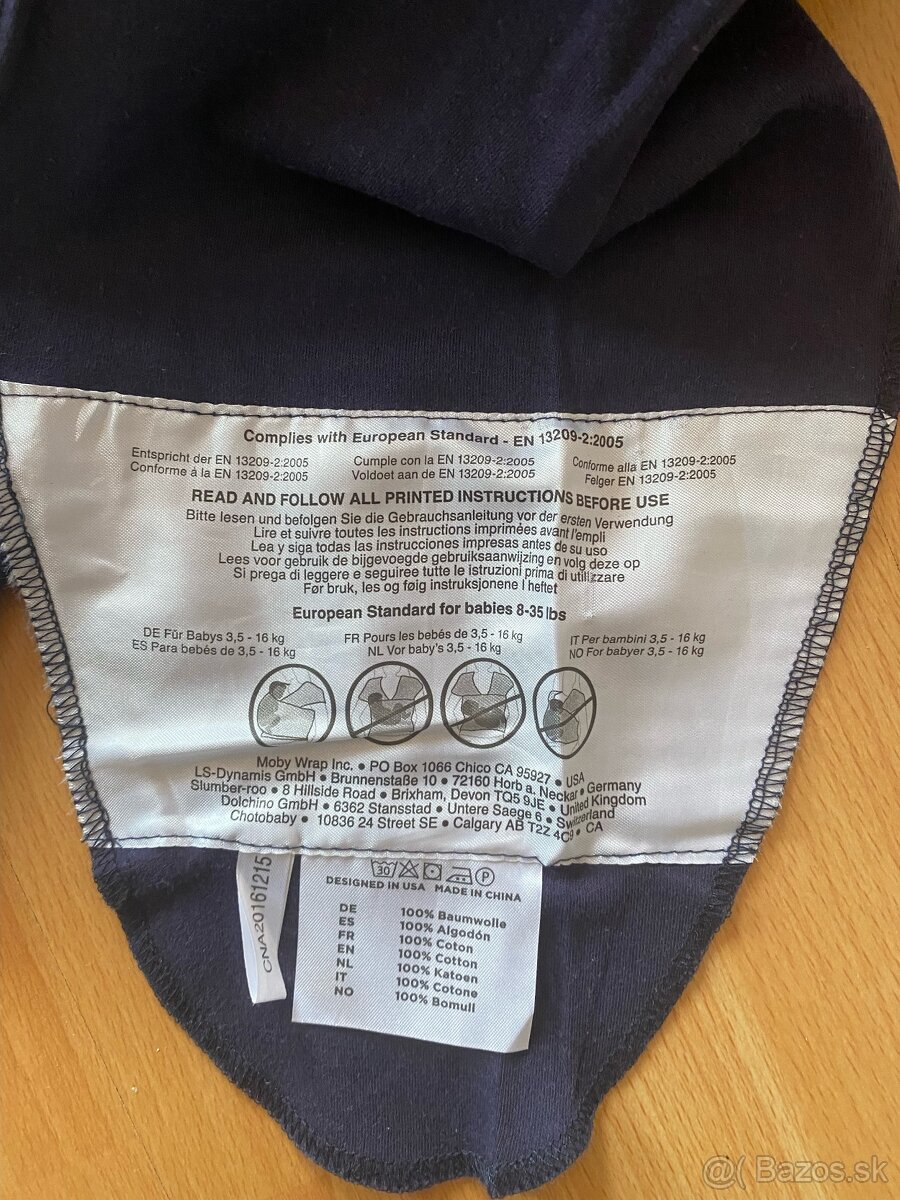 Complies with European Standard - EN 13209-2:2005
Entspricht der EN 13209-2:2005 Cumple con la EN 13209-2:2005 Conforme alla EN 13209-2:2005
Conforme à la EN 13209-2:2005 Voldoet aan de EN 13209-2:2005 Felger EN 13209-2:2005
READ AND FOLLOW ALL PRINTED INSTRUCTIONS BEFORE USE
Bitte lesen und befolgen Sie die Gebrauchsanleitung vor der ersten Verwendung
Lire et suivre toutes les instructions imprimées avant l'empli
Lea y siga todas las instrucciones impresas antes de su uso
Lees voor gebruik de bijgevoegde gebruiksaanwijzing en volg deze op
Si prega di leggere e seguiree tutte le istruzioni prima di utilizzare
Før bruk, les og føig instruksjonene I heftet
European Standard for babies 8-35 lbs
DE Für Babys 3,5 - 16 kg FR Pours les bebés de 3,5 - 16 kg IT Per bambini 3,5 - 16 kg
ES Para bebés de 3,5 - 16 kg NL Vor baby's 3,5 - 16 kg NO For babyer 3,5 - 16 kg
Moby Wrap Inc. • PO Box 1066 Chico CA 95927 • USA
LS-Dynamis GmbH • Brunnenstaße 10 • 72160 Horb a. Neckar • Germany
Slumber-roo • 8 Hillside Road • Brixham, Devon TQ5 9JE • United Kingdom
Dolchino GmbH • 6362 Stansstad • Untere Saege 6 • Switzerland
Chotobaby • 10836 24 Street SE • Calgary AB T2Z 4C9 • CA
CNA20161215
30 P
DESIGNED IN USA MADE IN CHINA
DE 100% Baumwolle
ES 100% Algodón
FR 100% Coton
EN 100% Cotton
NL 100% Katoen
IT 100% Cotone
NO 100% Bomull
@( Bazos.sk